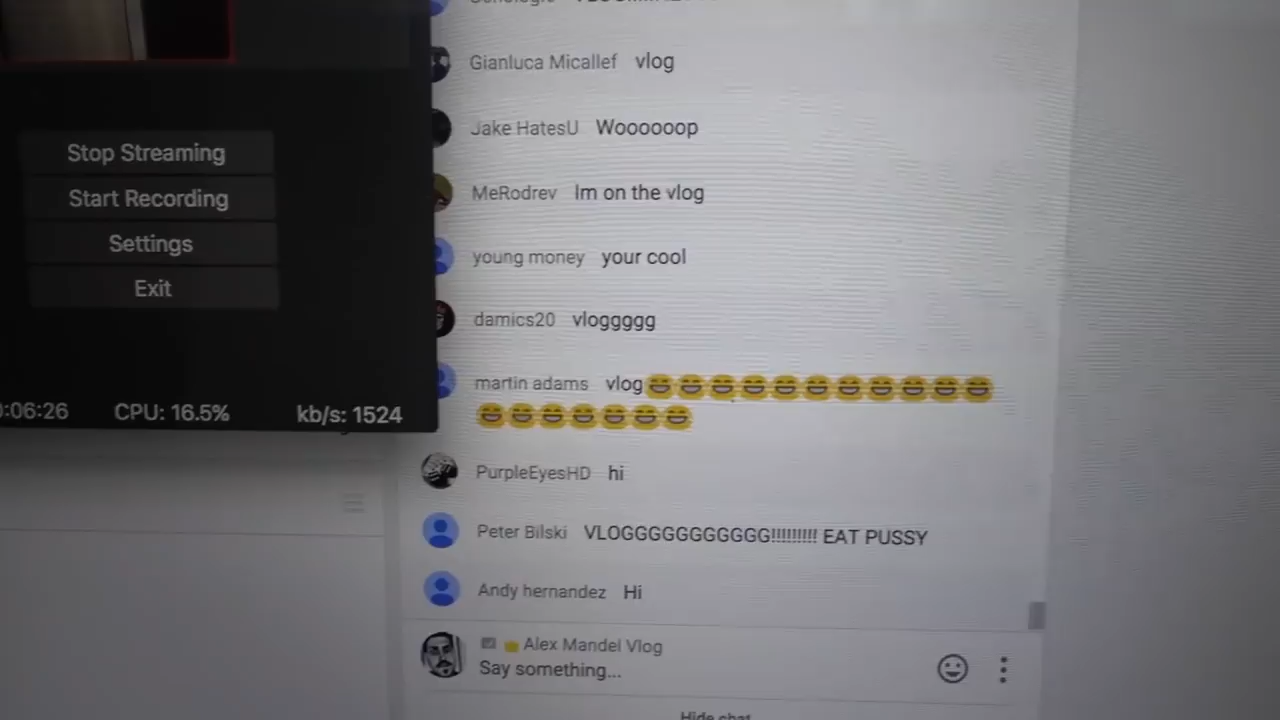 Gianluca Micallef vlog
Jake HatesU Woooooop
MeRodrev Im on the vlog
young money your cool
damics20 vloggggg
martin adams vlog😄😄😄😄😄😄😄😄😄😄😄
😄😄😄😄😄😄😄
PurpleEyesHD hi
Peter Bilski VLOGGGGGGGGGGG!!!!!!!!! EAT PUSSY
Andy hernandez Hi
Alex Mandel Vlog
Say something...
Hide chat
Stop Streaming
Start Recording
Settings
Exit
:06:26 CPU: 16.5% kb/s: 1524